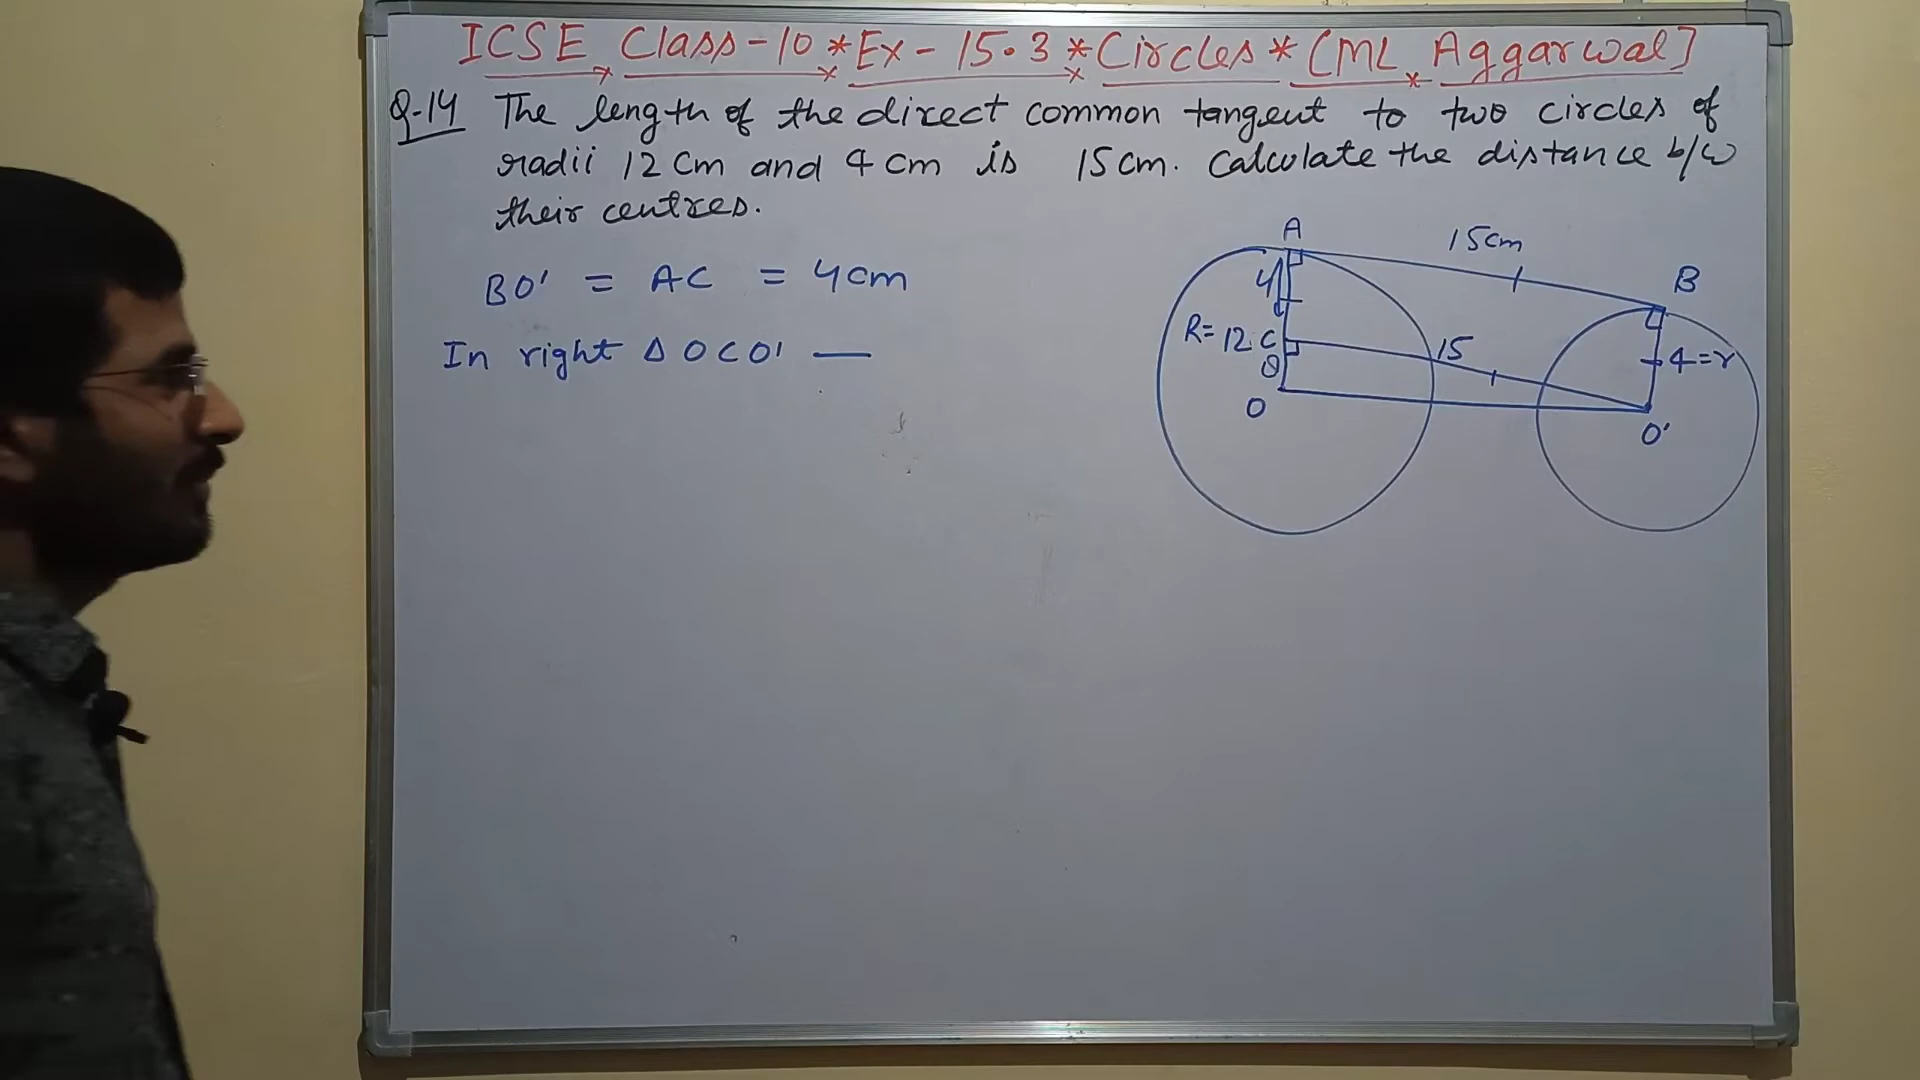 ICSE Class-10 * Ex-15.3 * Circles * [ML Aggarwal]
Q-14 The length of the direct common tangent to two circles of
radii 12 cm and 4 cm is 15 cm. Calculate the distance b/w
their centres.
BO' = AC = 4cm
In right Δ OCO' —
A
15cm
B
4
R=12
C
8
15
4=r
O
O'